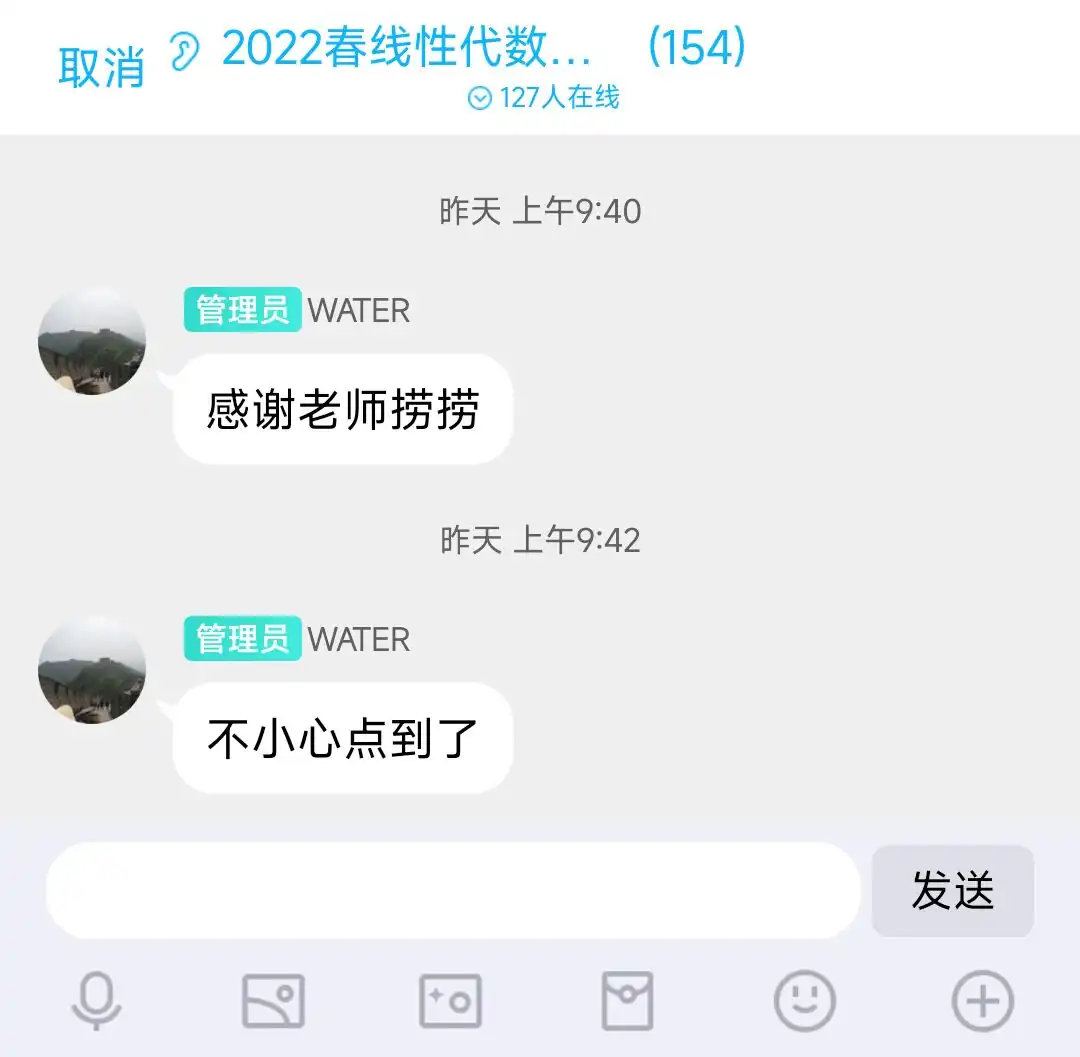 取消
2022春线性代数... (154)
127人在线
昨天 上午9:40
管理员 WATER
感谢老师捞捞
昨天 上午9:42
管理员 WATER
不小心点到了
发送